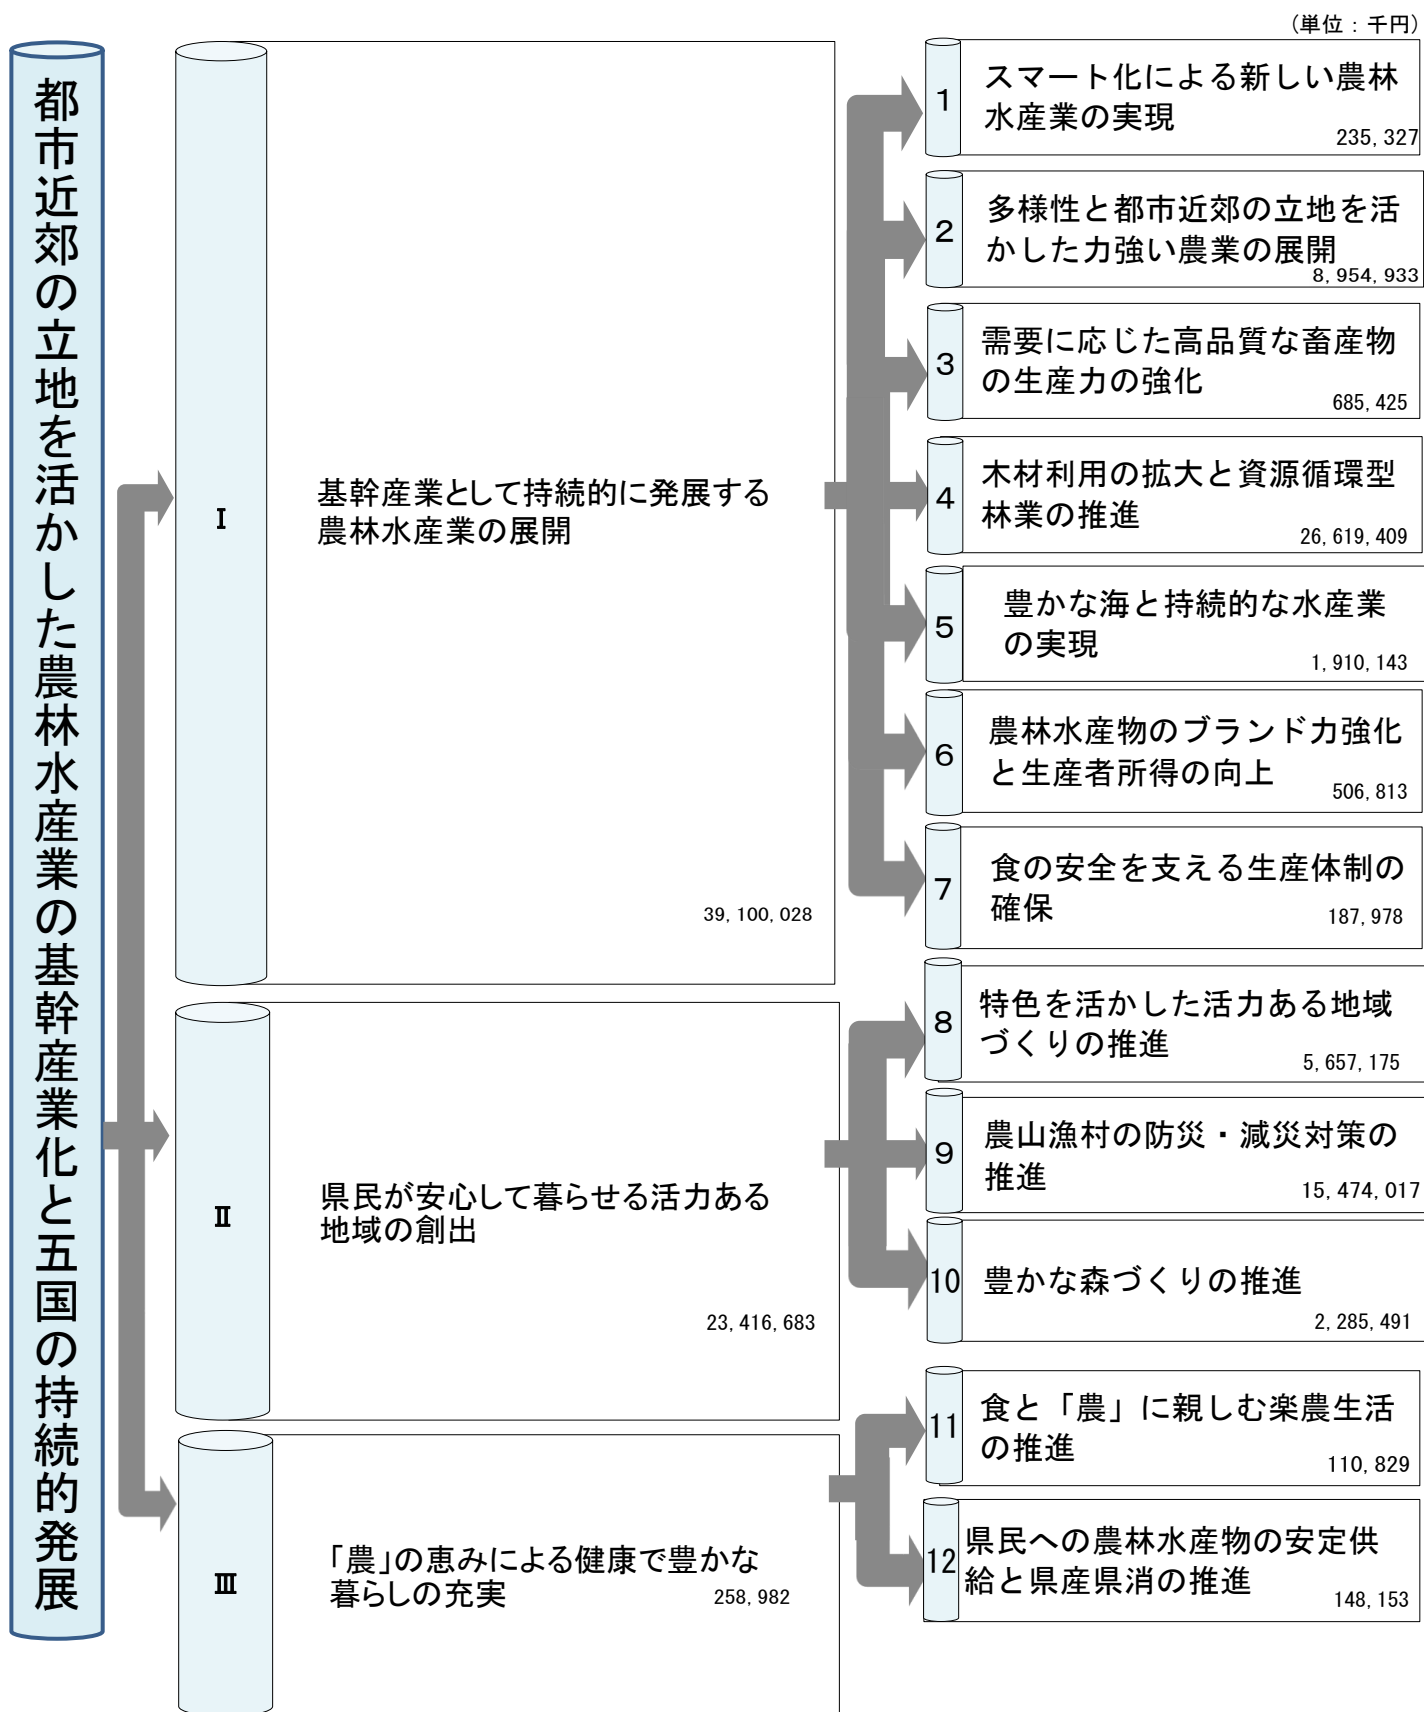 （単位：千円）
都市近郊の立地を活かした農林水産業の基幹産業化と五国の持続的発展
Ⅰ
基幹産業として持続的に発展する
農林水産業の展開
39,100,028
1
スマート化による新しい農林
水産業の実現
235,327
2
多様性と都市近郊の立地を活
かした力強い農業の展開
8,954,933
3
需要に応じた高品質な畜産物
の生産力の強化
685,425
4
木材利用の拡大と資源循環型
林業の推進
26,619,409
5
豊かな海と持続的な水産業
の実現
1,910,143
6
農林水産物のブランド力強化
と生産者所得の向上
506,813
7
食の安全を支える生産体制の
確保
187,978
Ⅱ
県民が安心して暮らせる活力ある
地域の創出
23,416,683
8
特色を活かした活力ある地域
づくりの推進
5,657,175
9
農山漁村の防災・減災対策の
推進
15,474,017
10
豊かな森づくりの推進
2,285,491
Ⅲ
「農」の恵みによる健康で豊かな
暮らしの充実
258,982
11
食と「農」に親しむ楽農生活
の推進
110,829
12
県民への農林水産物の安定供
給と県産県消の推進
148,153